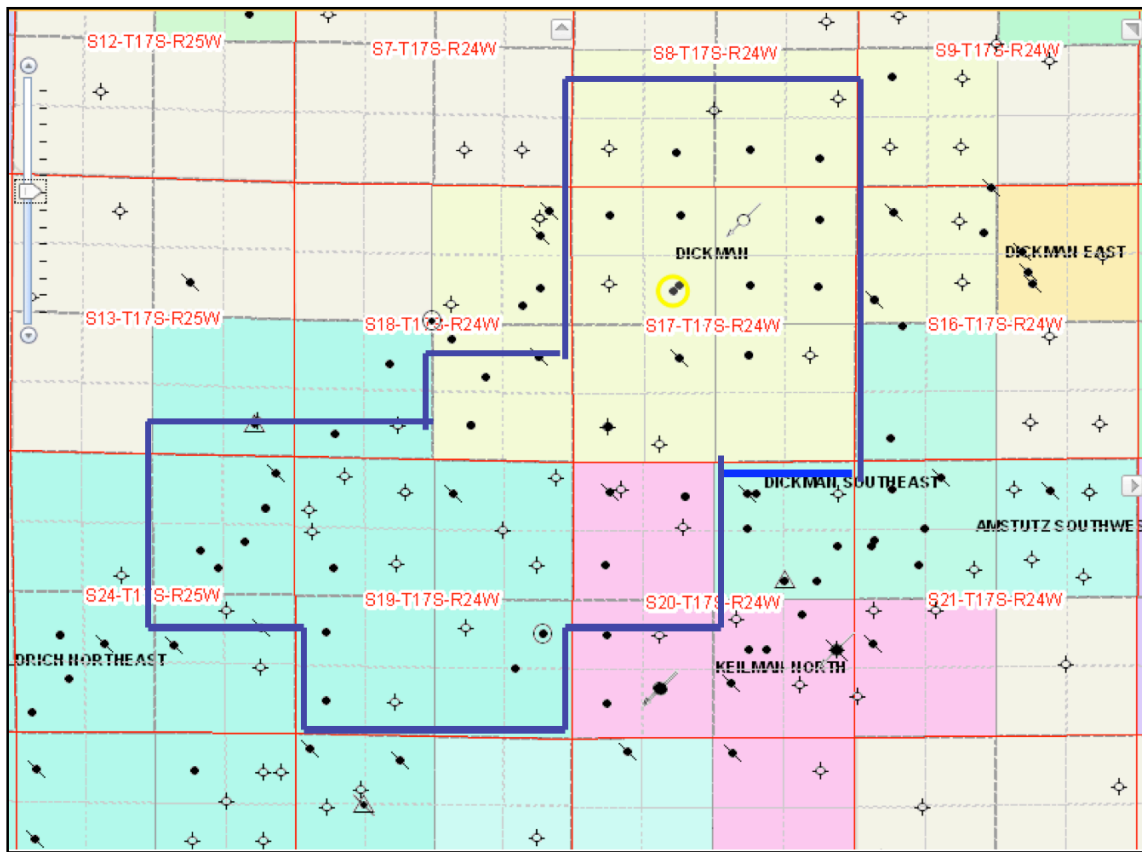 S12-T17S-R25W
S7-T17S-R24W
S8-T17S-R24W
S9-T17S-R24W
DICKMAN
DICKMAN EAST
S13-T17S-R25W
S18-T17S-R24W
S17-T17S-R24W
S16-T17S-R24W
DICKMAN SOUTHEAST
AMSTUTZ SOUTHWES
S24-T17S-R25W
S19-T17S-R24W
S20-T17S-R24W
S21-T17S-R24W
DRICH NORTHEAST
KEILMAN NORTH